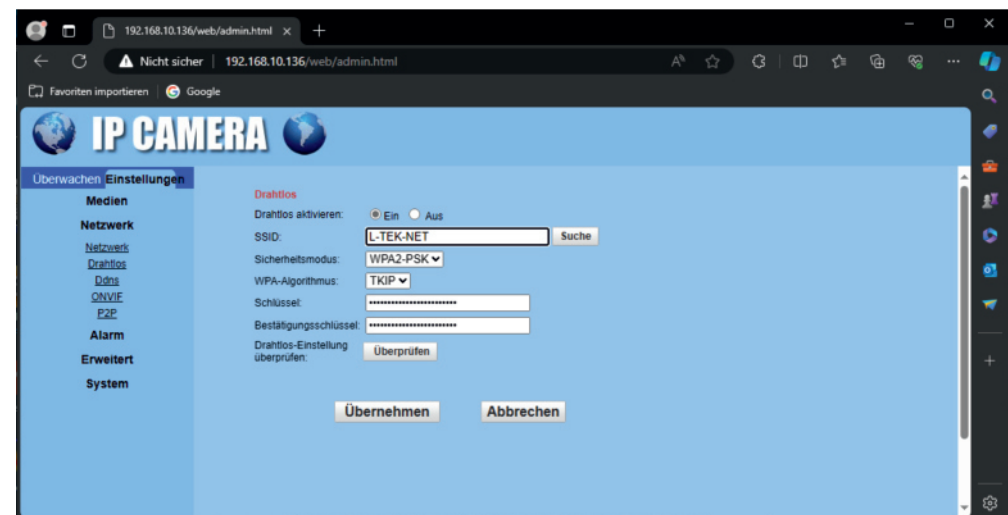 192.168.10.136/web/admin.html
Nicht sicher 192.168.10.136/web/admin.html
Favoriten importieren Google
IP CAMERA
Überwachen Einstellungen
Medien
Netzwerk
Netzwerk
Drahtlos
Ddns
ONVIF
P2P
Alarm
Erweitert
System
Drahtlos
Drahtlos aktivieren: Ein Aus
SSID: L-TEK-NET Suche
Sicherheitsmodus: WPA2-PSK
WPA-Algorithmus: TKIP
Schlüssel:
Bestätigungsschlüssel:
Drahtlos-Einstellung
überprüfen: Überprüfen
Übernehmen Abbrechen